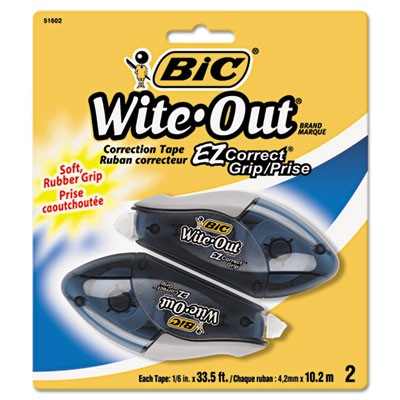 51602
BIC
Wite•Out®
BRAND
MARQUE
Correction Tape
Ruban correcteur
EZ Correct®
Grip/Prise
Soft,
Rubber Grip
Prise
caoutchoutée
BIC
Wite•Out
EZ Correct
Grip
BIC
Wite•Out
EZ Correct
Grip
Each Tape: 1/6 in. x 33.5 ft. / Chaque ruban : 4,2mm x 10.2 m 2